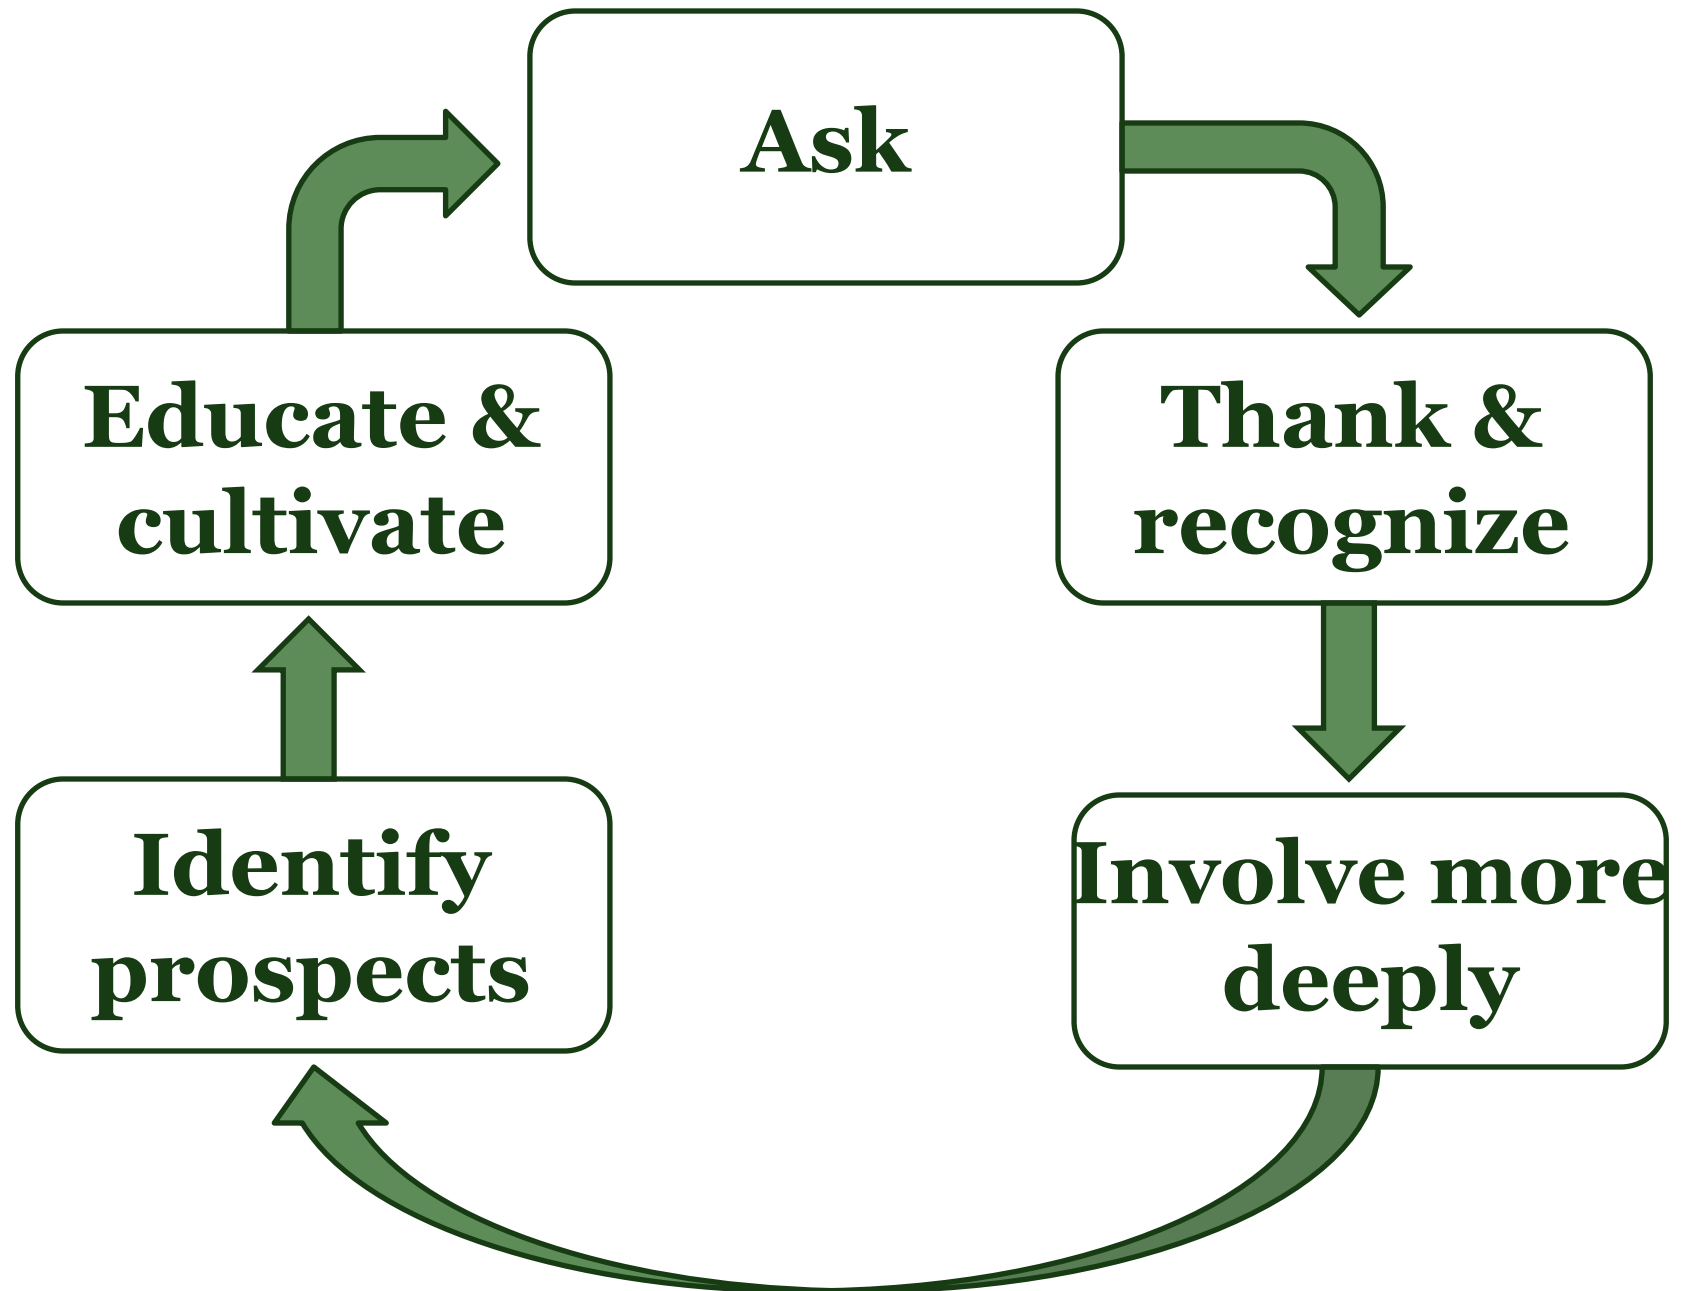 Ask
Educate &
cultivate
Thank &
recognize
Identify
prospects
Involve more
deeply